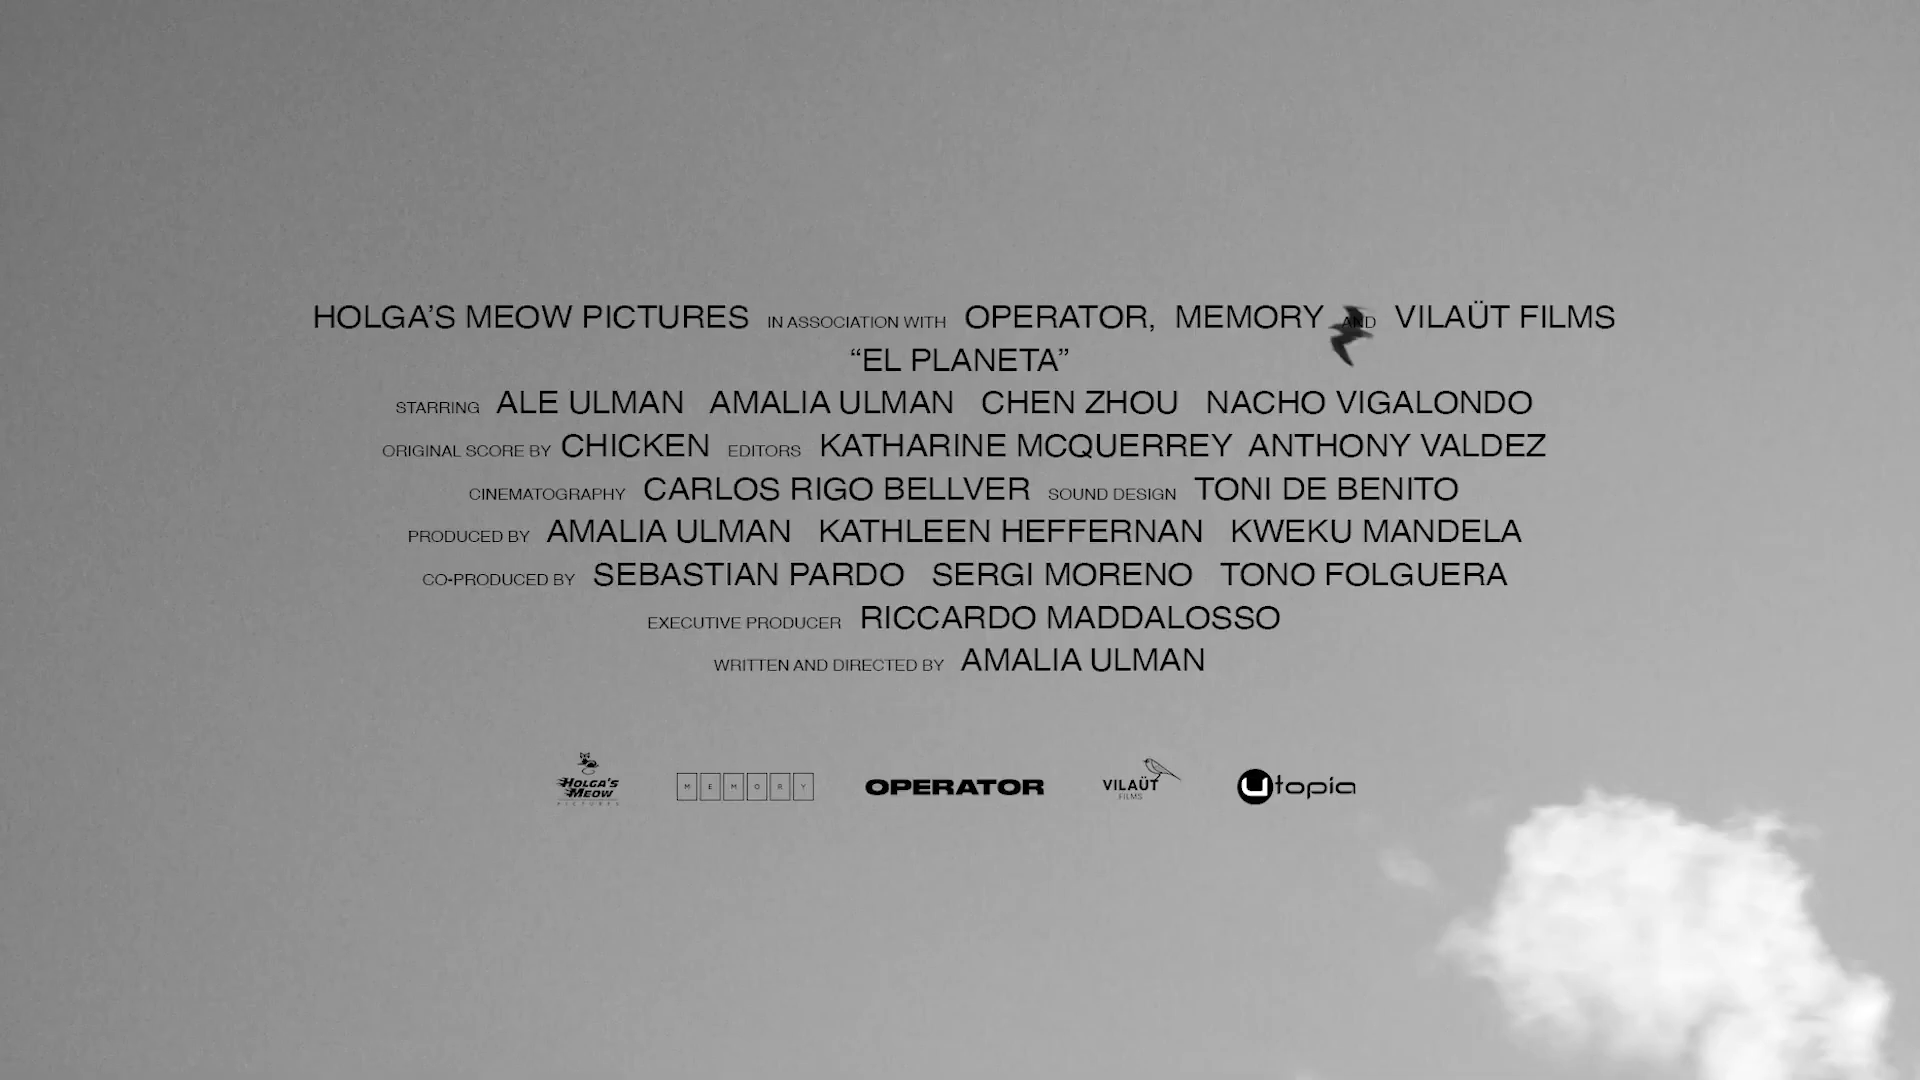 HOLGA’S MEOW PICTURES IN ASSOCIATION WITH OPERATOR, MEMORY AND VILAÜT FILMS
“EL PLANETA”
STARRING ALE ULMAN AMALIA ULMAN CHEN ZHOU NACHO VIGALONDO
ORIGINAL SCORE BY CHICKEN EDITORS KATHARINE MCQUERREY ANTHONY VALDEZ
CINEMATOGRAPHY CARLOS RIGO BELLVER SOUND DESIGN TONI DE BENITO
PRODUCED BY AMALIA ULMAN KATHLEEN HEFFERNAN KWEKU MANDELA
CO-PRODUCED BY SEBASTIAN PARDO SERGI MORENO TONO FOLGUERA
EXECUTIVE PRODUCER RICCARDO MADDALOSSO
WRITTEN AND DIRECTED BY AMALIA ULMAN
HOLGA'S
MEOW
PICTURES
MEMORY
OPERATOR
VILAÜT
FILMS
utopia